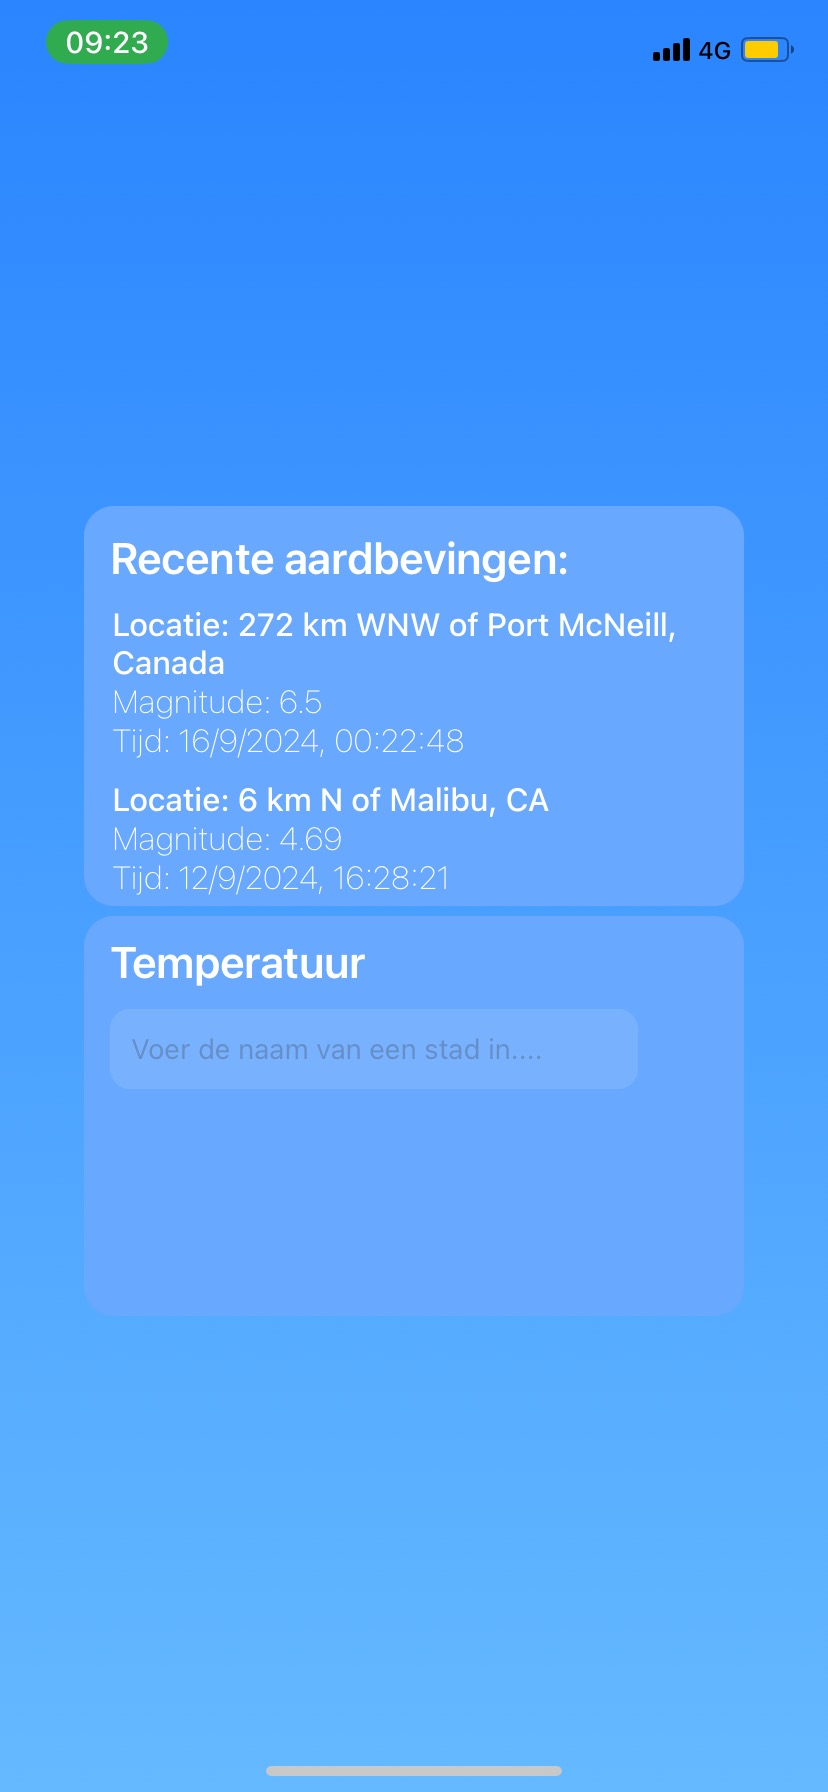 09:23
4G
Recente aardbevingen:
Locatie: 272 km WNW of Port McNeill,
Canada
Magnitude: 6.5
Tijd: 16/9/2024, 00:22:48
Locatie: 6 km N of Malibu, CA
Magnitude: 4.69
Tijd: 12/9/2024, 16:28:21
Temperatuur
Voer de naam van een stad in....